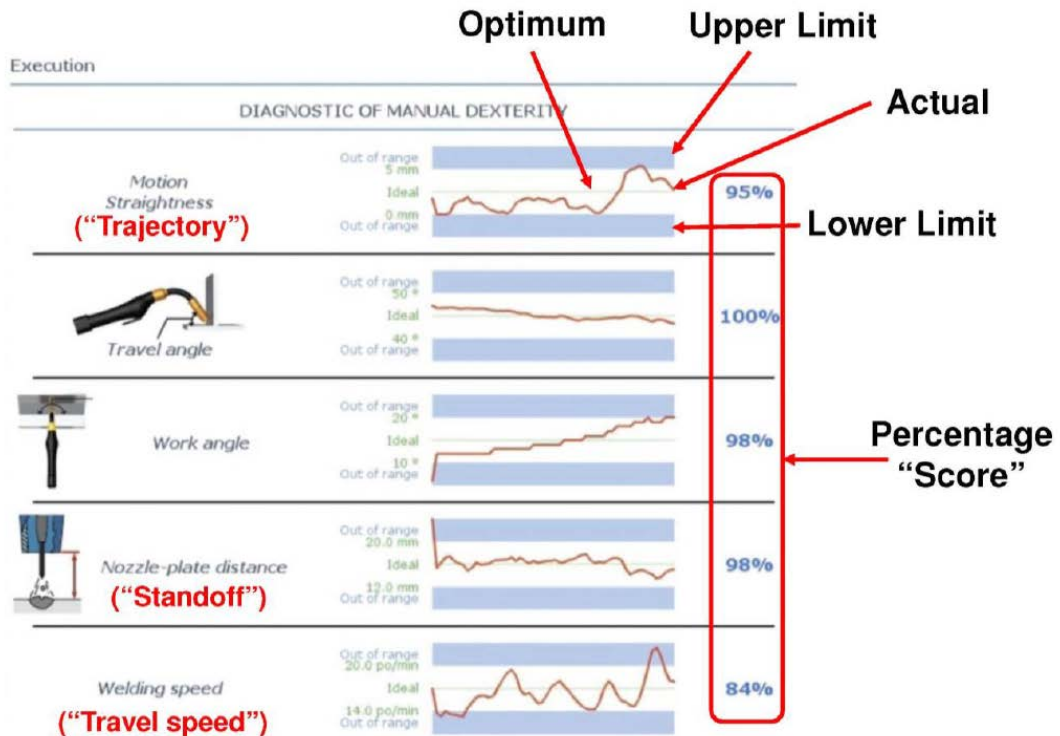 Optimum
Upper Limit
Execution
Actual
DIAGNOSTIC OF MANUAL DEXTERITY
Out of range
5 mm
Motion
Ideal
95%
Straightness
("Trajectory")
0 mm
Out of range
Lower Limit
Out of range
50 °
Ideal
100%
40 °
Travel angle
Out of range
Out of range
20 °
Work angle
Ideal
98%
Percentage
"Score"
10 °
Out of range
Out of range
20.0 mm
Nozzle-plate distance
Ideal
98%
("Standoff")
12.0 mm
Out of range
Out of range
20.0 po/min
Welding speed
Ideal
84%
("Travel speed")
14.0 po/min
Out of range